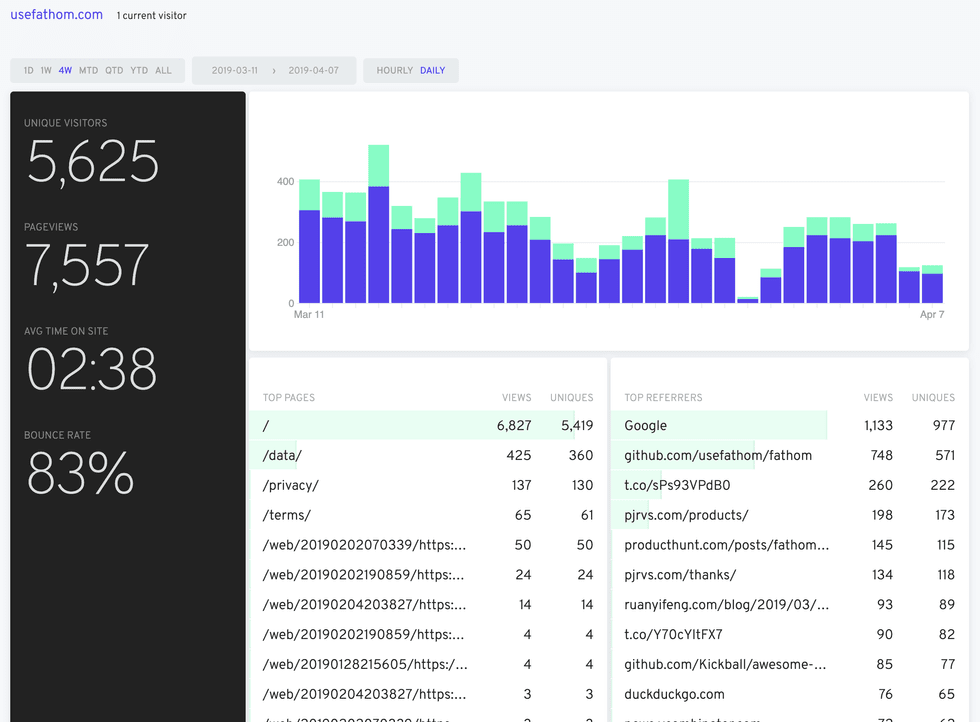 usefathom.com 1 current visitor
1D 1W 4W MTD QTD YTD ALL 2019-03-11 › 2019-04-07 HOURLY DAILY
UNIQUE VISITORS
5,625
PAGEVIEWS
7,557
AVG TIME ON SITE
02:38
BOUNCE RATE
83%
400
200
0
Mar 11 Apr 7
TOP PAGES VIEWS UNIQUES
/ 6,827 5,419
/data/ 425 360
/privacy/ 137 130
/terms/ 65 61
/web/20190202070339/https:... 50 50
/web/20190202190859/https:... 24 24
/web/20190204203827/https:... 14 14
/web/20190202190859/https:... 4 4
/web/20190128215605/https:/... 4 4
/web/20190204203827/https:... 3 3
TOP REFERRERS VIEWS UNIQUES
Google 1,133 977
github.com/usefathom/fathom 748 571
t.co/sPs93VPdB0 260 222
pjrvs.com/products/ 198 173
producthunt.com/posts/fathom... 145 115
pjrvs.com/thanks/ 134 118
ruanyifeng.com/blog/2019/03/... 93 89
t.co/Y70cYItFX7 90 82
github.com/Kickball/awesome-... 85 77
duckduckgo.com 76 65